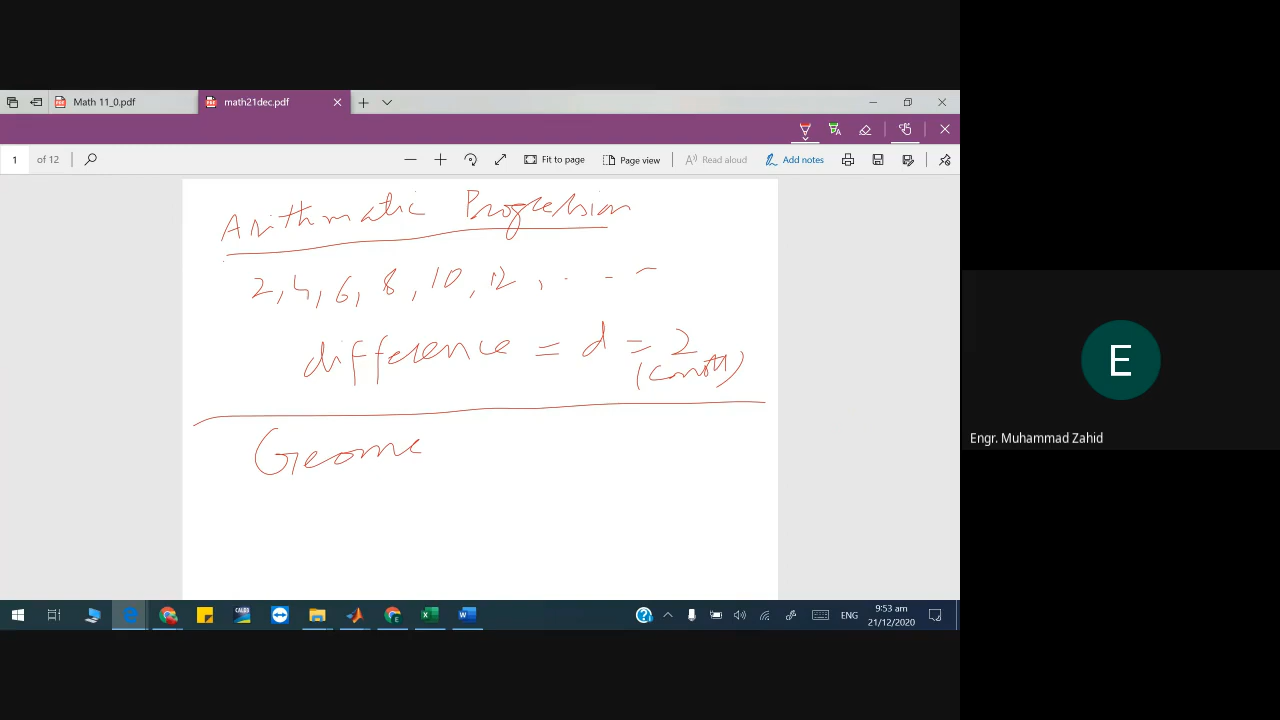 Math 11_0.pdf
math21dec.pdf
1 of 12
Fit to page
Page view
Read aloud
Add notes
Arithmatic Progression
2, 4, 6, 8, 10, 12, . . -
difference = d = 2
Geome
E
Engr. Muhammad Zahid
ENG
9:53 am
21/12/2020